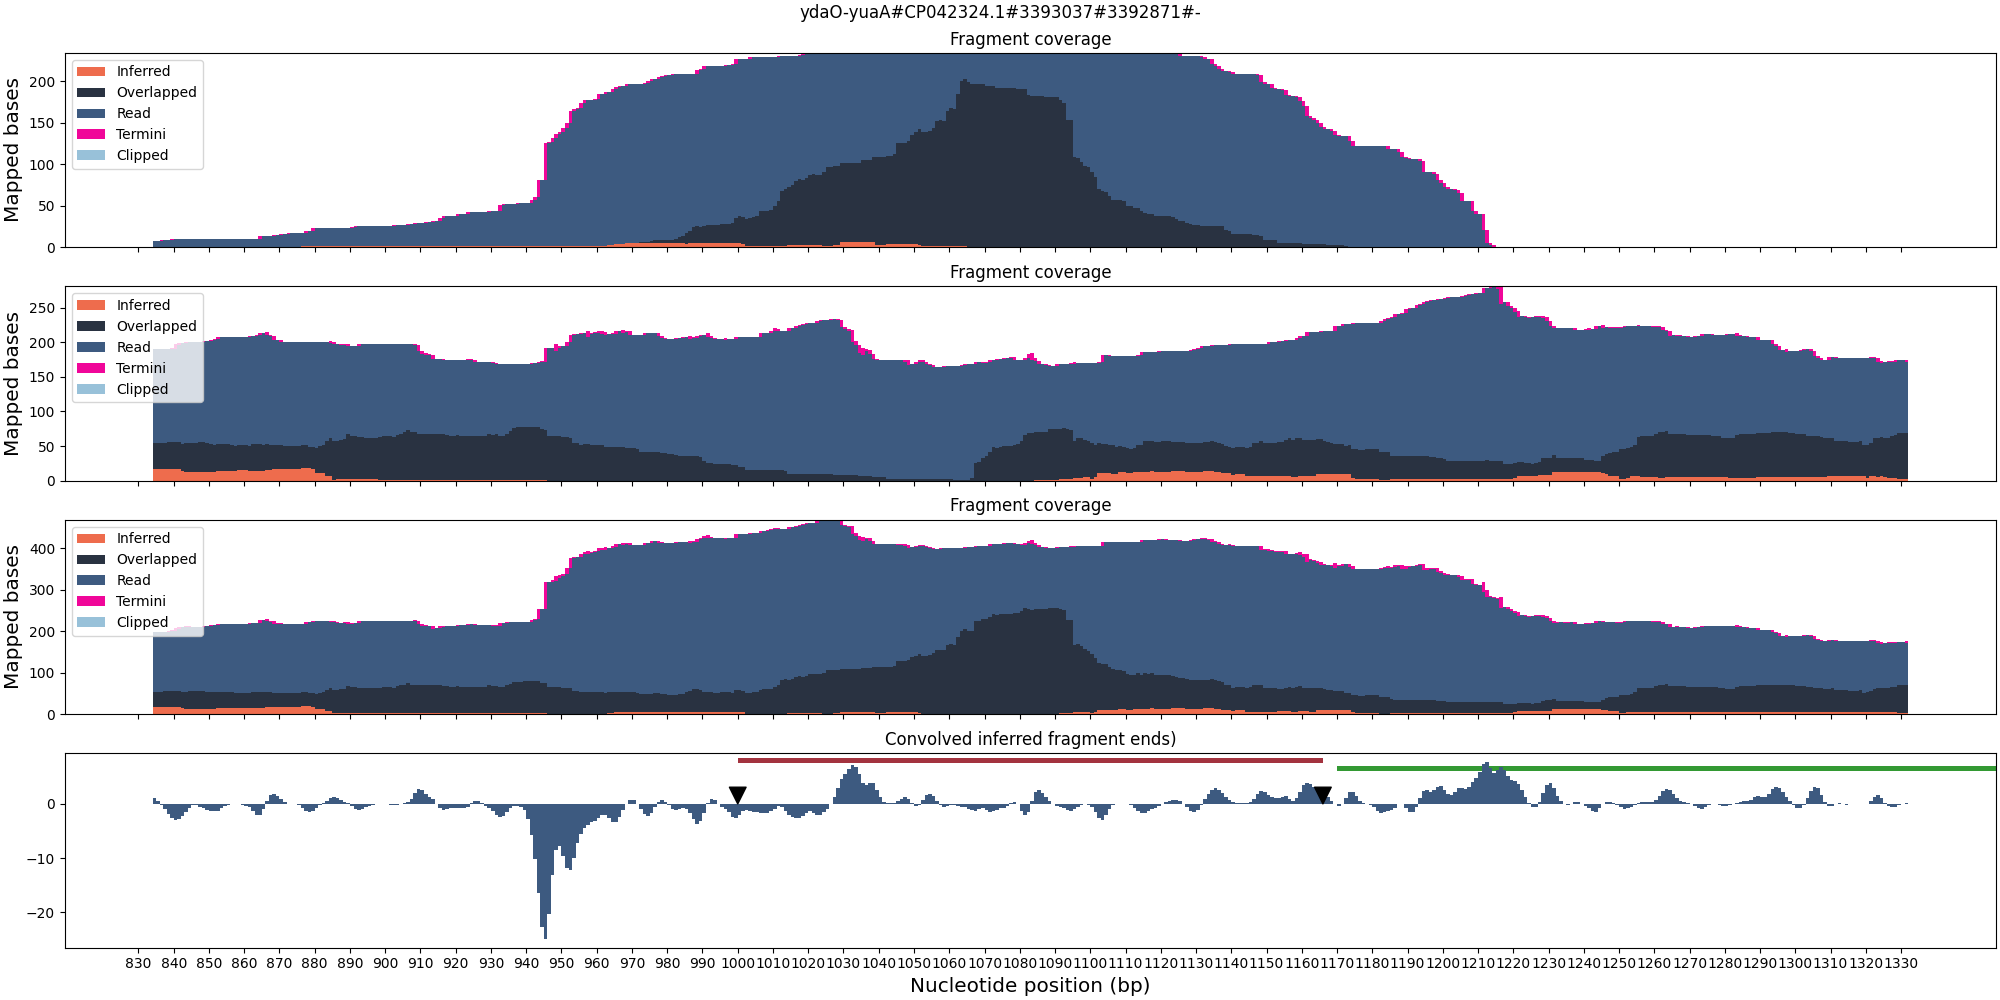 ydaO-yuaA#CP042324.1#3393037#3392871#-
Fragment coverage
Mapped bases
200
150
100
50
0
Inferred
Overlapped
Read
Termini
Clipped
Fragment coverage
Mapped bases
250
200
150
100
50
0
Inferred
Overlapped
Read
Termini
Clipped
Fragment coverage
Mapped bases
400
300
200
100
0
Inferred
Overlapped
Read
Termini
Clipped
Convolved inferred fragment ends)
0
−10
−20
830 840 850 860 870 880 890 900 910 920 930 940 950 960 970 980 990 1000 1010 1020 1030 1040 1050 1060 1070 1080 1090 1100 1110 1120 1130 1140 1150 1160 1170 1180 1190 1200 1210 1220 1230 1240 1250 1260 1270 1280 1290 1300 1310 1320 1330
Nucleotide position (bp)